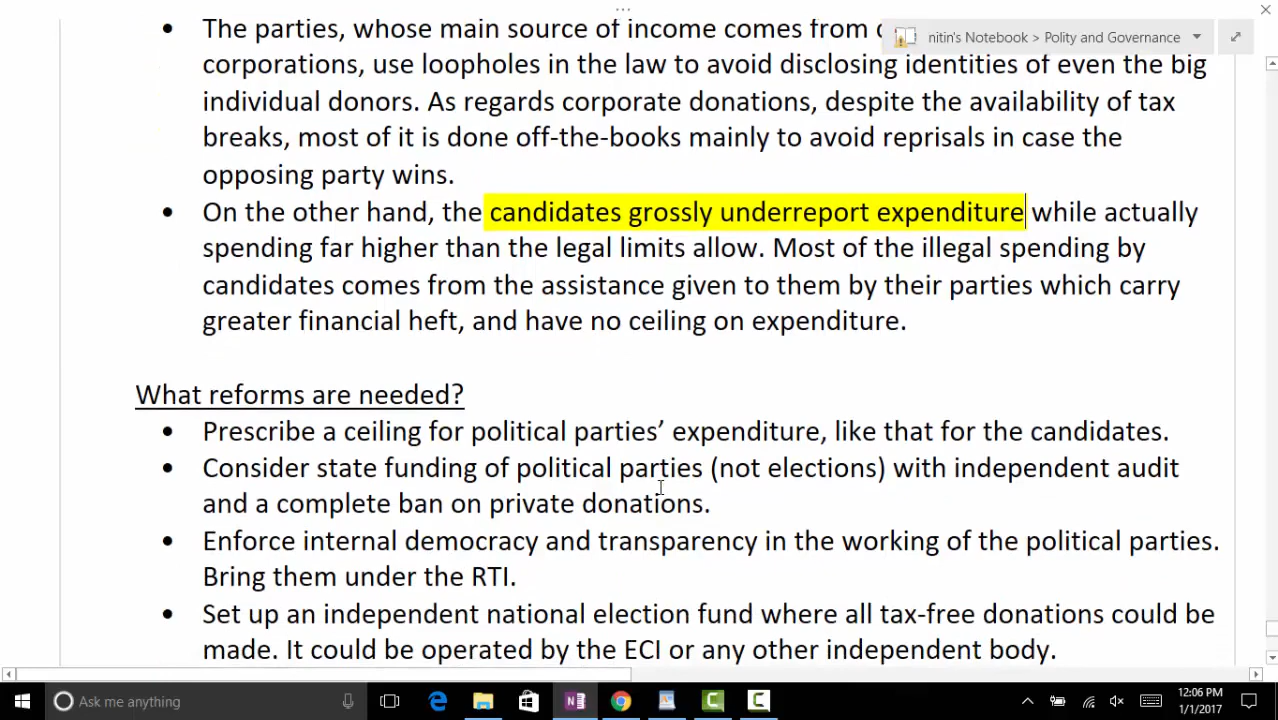 nitin's Notebook > Polity and Governance
The parties, whose main source of income comes from
corporations, use loopholes in the law to avoid disclosing identities of even the big
individual donors. As regards corporate donations, despite the availability of tax
breaks, most of it is done off-the-books mainly to avoid reprisals in case the
opposing party wins.
On the other hand, the candidates grossly underreport expenditure while actually
spending far higher than the legal limits allow. Most of the illegal spending by
candidates comes from the assistance given to them by their parties which carry
greater financial heft, and have no ceiling on expenditure.
What reforms are needed?
Prescribe a ceiling for political parties’ expenditure, like that for the candidates.
Consider state funding of political parties (not elections) with independent audit
and a complete ban on private donations.
Enforce internal democracy and transparency in the working of the political parties.
Bring them under the RTI.
Set up an independent national election fund where all tax-free donations could be
made. It could be operated by the ECI or any other independent body.
Ask me anything
12:06 PM
1/1/2017